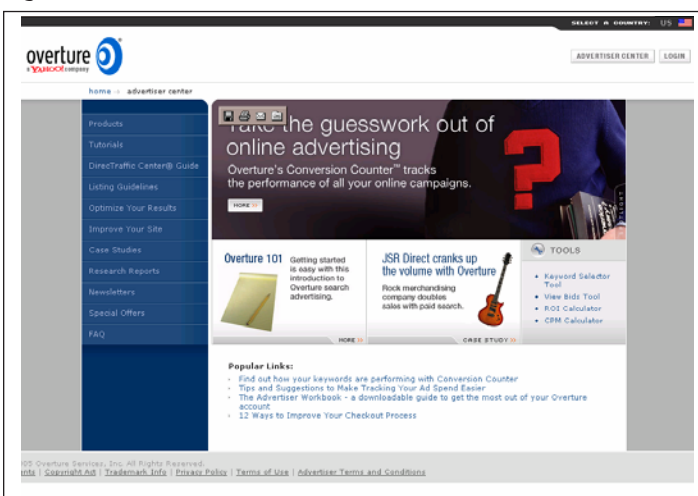 SELECT A COUNTRY: US
overture
a YAHOO! company
ADVERTISER CENTER LOGIN
home advertiser center
Products
Tutorials
DirecTraffic Center® Guide
Listing Guidelines
Optimize Your Results
Improve Your Site
Case Studies
Research Reports
Newsletters
Special Offers
FAQ
Take the guesswork out of
online advertising
Overture's Conversion Counter™ tracks
the performance of all your online campaigns.
MORE »
SPOTLIGHT
Overture 101
Getting started
is easy with this
introduction to
Overture search
advertising.
MORE »
JSR Direct cranks up
the volume with Overture
Rock merchandising
company doubles
sales with paid search.
CASE STUDY »
TOOLS
• Keyword Selector
Tool
• View Bids Tool
• ROI Calculator
• CPM Calculator
Popular Links:
- Find out how your keywords are performing with Conversion Counter
- Tips and Suggestions to Make Tracking Your Ad Spend Easier
- The Advertiser Workbook - a downloadable guide to get the most out of your Overture
account
- 12 Ways to Improve Your Checkout Process
Overture Services, Inc. All Rights Reserved.
| Copyright Act | Trademark Info | Privacy Policy | Terms of Use | Advertiser Terms and Conditions